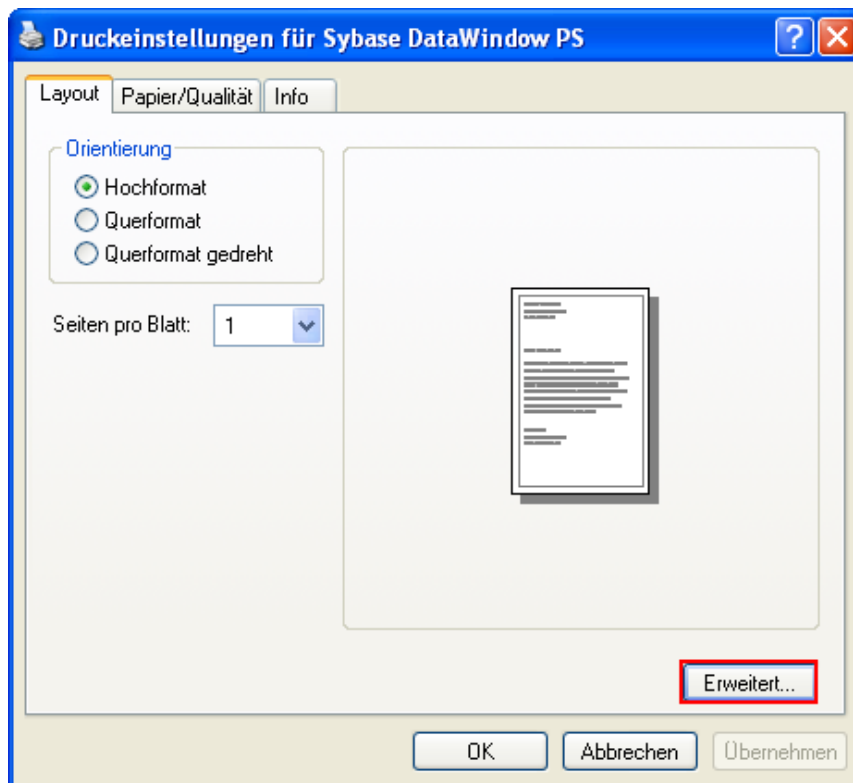 Druckeinstellungen für Sybase DataWindow PS
Layout Papier/Qualität Info
Orientierung
Hochformat
Querformat
Querformat gedreht
Seiten pro Blatt: 1
Erweitert...
OK Abbrechen Übernehmen